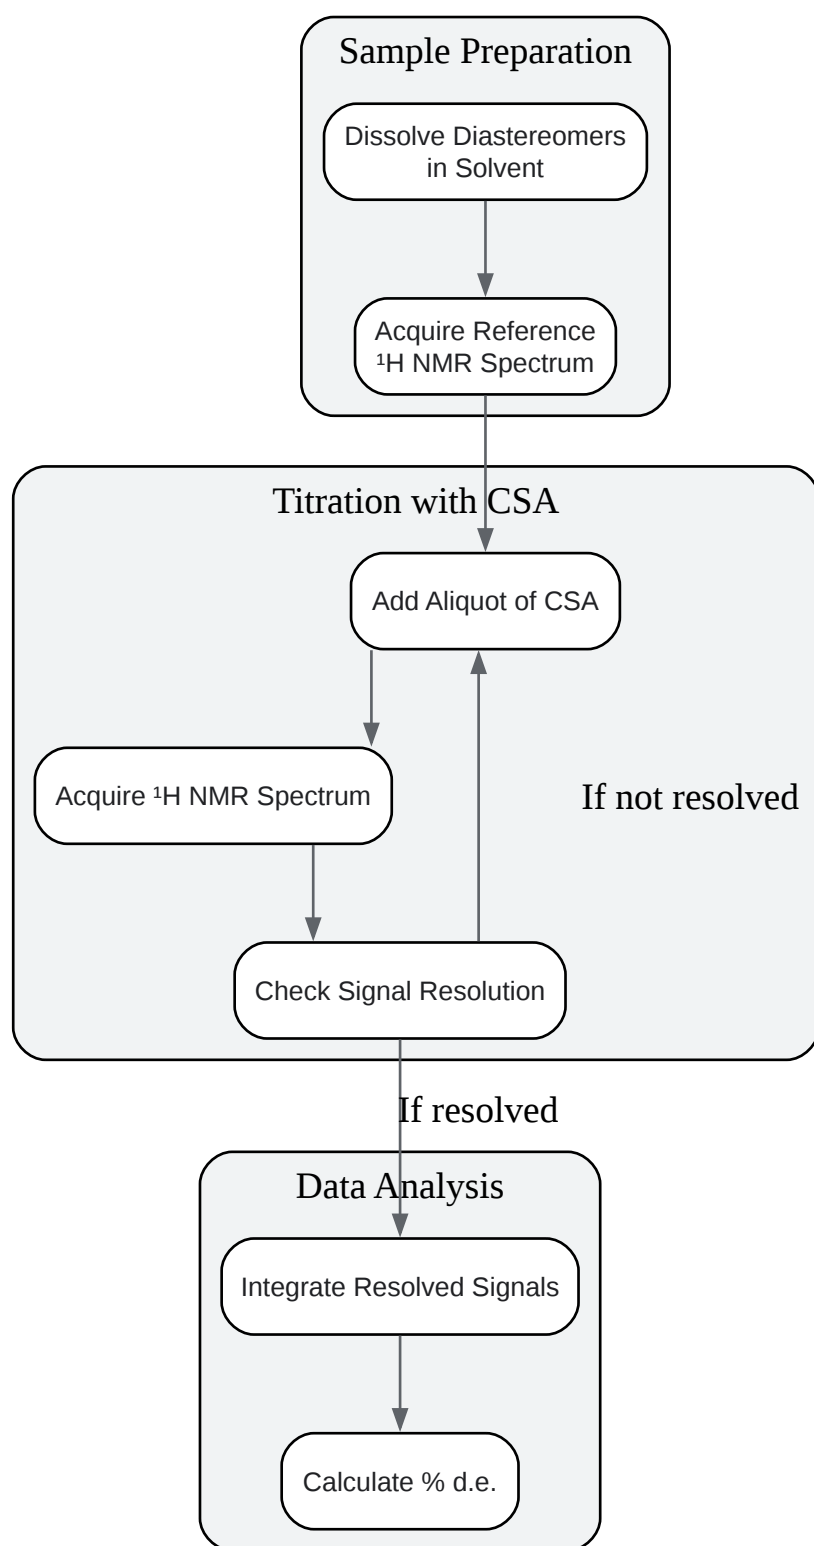 Sample Preparation
Dissolve Diastereomers
in Solvent
Acquire Reference
¹H NMR Spectrum
Titration with CSA
Add Aliquot of CSA
Acquire ¹H NMR Spectrum
If not resolved
Check Signal Resolution
If resolved
Data Analysis
Integrate Resolved Signals
Calculate % d.e.